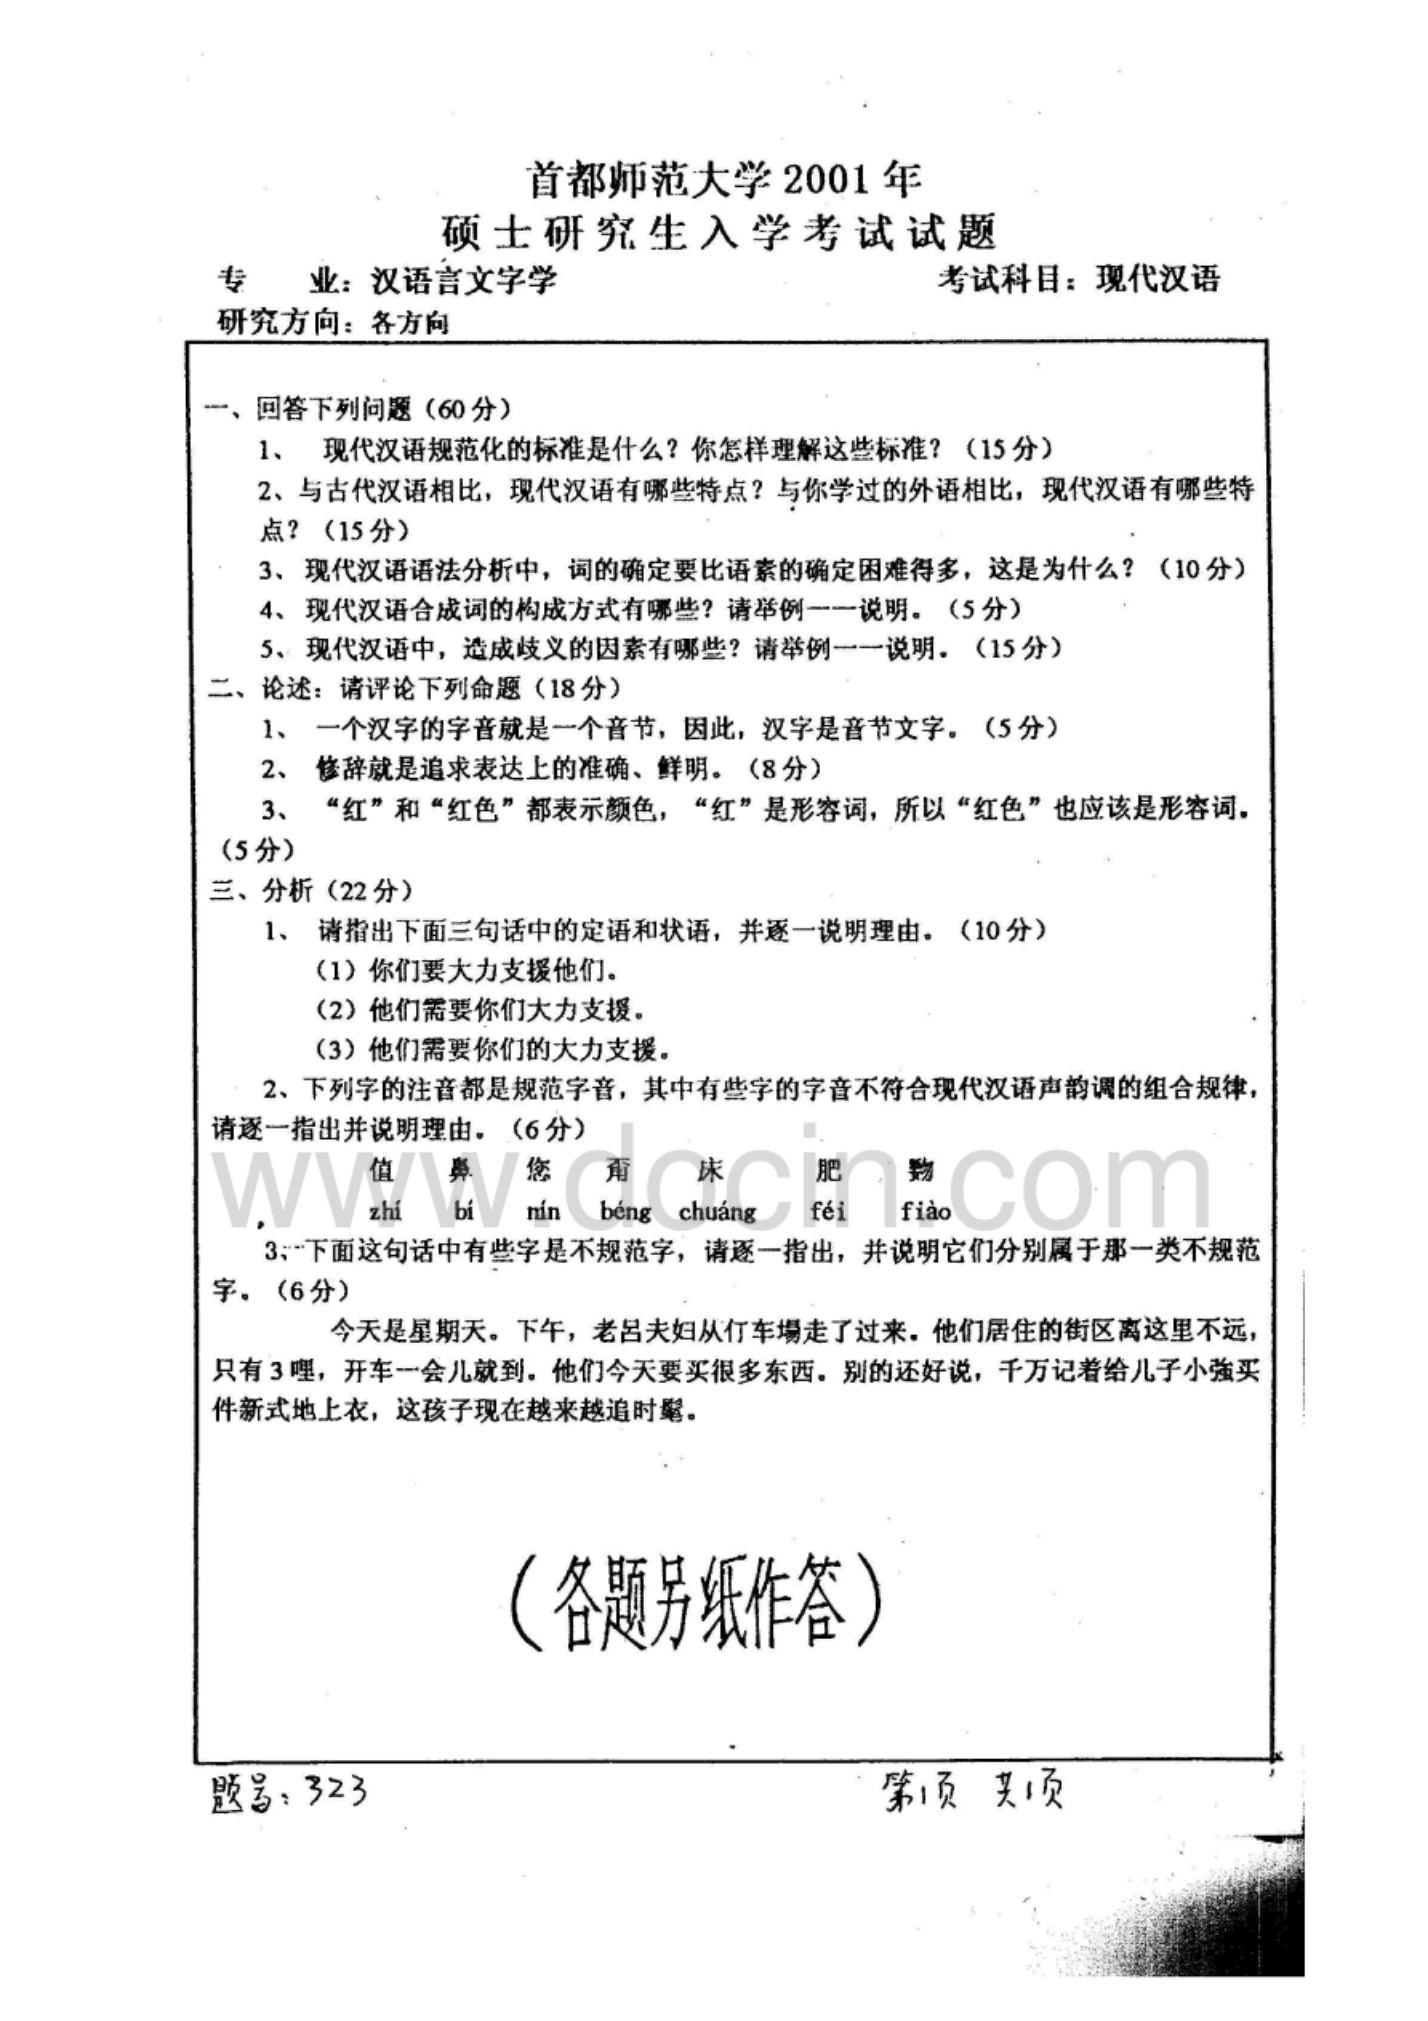 首都师范大学2001年
硕士研究生入学考试试题
专 业：汉语言文字学 考试科目：现代汉语
研究方向：各方向
一、回答下列问题（60分）
1、 现代汉语规范化的标准是什么？你怎样理解这些标准？（15分）
2、与古代汉语相比，现代汉语有哪些特点？与你学过的外语相比，现代汉语有哪些特
点？（15分）
3、现代汉语语法分析中，词的确定要比语素的确定困难得多，这是为什么？（10分）
4、现代汉语合成词的构成方式有哪些？请举例一一说明。（5分）
5、现代汉语中，造成歧义的因素有哪些？请举例一一说明。（15分）
二、论述：请评论下列命题（18分）
1、 一个汉字的字音就是一个音节，因此，汉字是音节文字。（5分）
2、 修辞就是追求表达上的准确、鲜明。（8分）
3、 “红”和“红色”都表示颜色，“红”是形容词，所以“红色”也应该是形容词。
（5分）
三、分析（22分）
1、 请指出下面三句话中的定语和状语，并逐一说明理由。（10分）
（1）你们要大力支援他们。
（2）他们需要你们大力支援。
（3）他们需要你们的大力支援。
2、下列字的注音都是规范字音，其中有些字的字音不符合现代汉语声韵调的组合规律，
请逐一指出并说明理由。（6分）
www.docin.com
值 鼻 您 甭 床 肥 覅
zhí bí nín béng chuáng féi fiào
3、下面这句话中有些字是不规范字，请逐一指出，并说明它们分别属于那一类不规范
字。（6分）
今天是星期天。下午，老呂夫妇从仃车場走了过来。他们居住的街区离这里不远，
只有3哩，开车一会儿就到。他们今天要买很多东西。别的还好说，千万记着给儿子小強买
件新式地上衣，这孩子现在越来越追时髦。
（各题另纸作答）
题号：323 第1页 共1页